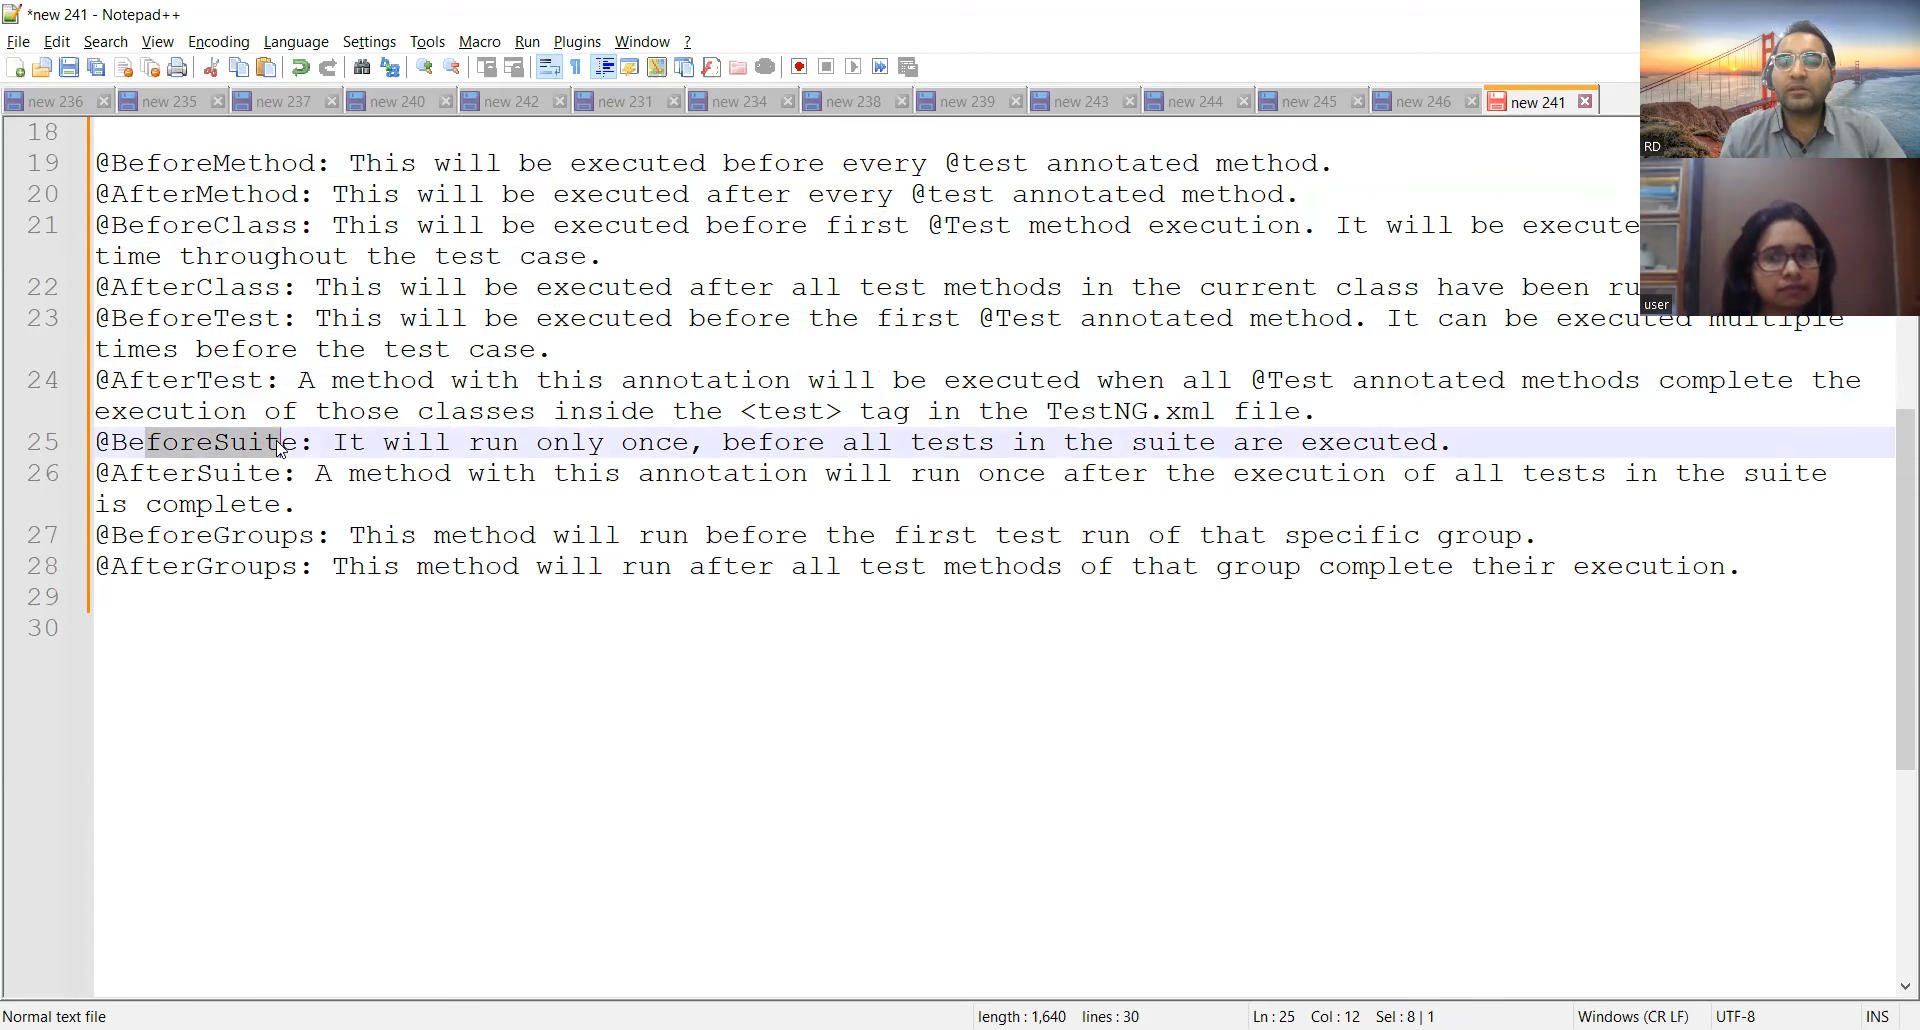 *new 241 - Notepad++
File Edit Search View Encoding Language Settings Tools Macro Run Plugins Window ?
new 236 new 235 new 237 new 240 new 242 new 231 new 234 new 238 new 239 new 243 new 244 new 245 new 246 new 241
RD
user
18
19 @BeforeMethod: This will be executed before every @test annotated method.
20 @AfterMethod: This will be executed after every @test annotated method.
21 @BeforeClass: This will be executed before first @Test method execution. It will be execute
time throughout the test case.
22 @AfterClass: This will be executed after all test methods in the current class have been ru
23 @BeforeTest: This will be executed before the first @Test annotated method. It can be executed multiple
times before the test case.
24 @AfterTest: A method with this annotation will be executed when all @Test annotated methods complete the
execution of those classes inside the <test> tag in the TestNG.xml file.
25 @BeforeSuite: It will run only once, before all tests in the suite are executed.
26 @AfterSuite: A method with this annotation will run once after the execution of all tests in the suite
is complete.
27 @BeforeGroups: This method will run before the first test run of that specific group.
28 @AfterGroups: This method will run after all test methods of that group complete their execution.
29
30
Normal text file length : 1,640 lines : 30 Ln : 25 Col : 12 Sel : 8 | 1 Windows (CR LF) UTF-8 INS